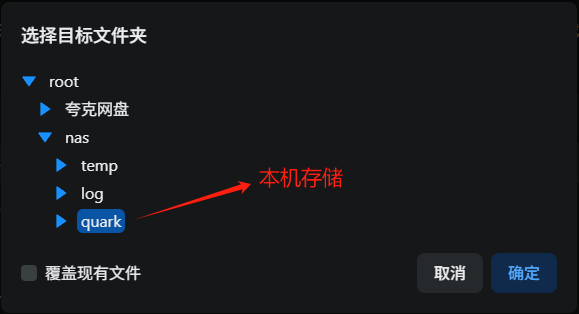 选择目标文件夹
root
夸克网盘
nas
temp
本机存储
log
quark
覆盖现有文件
取消
确定